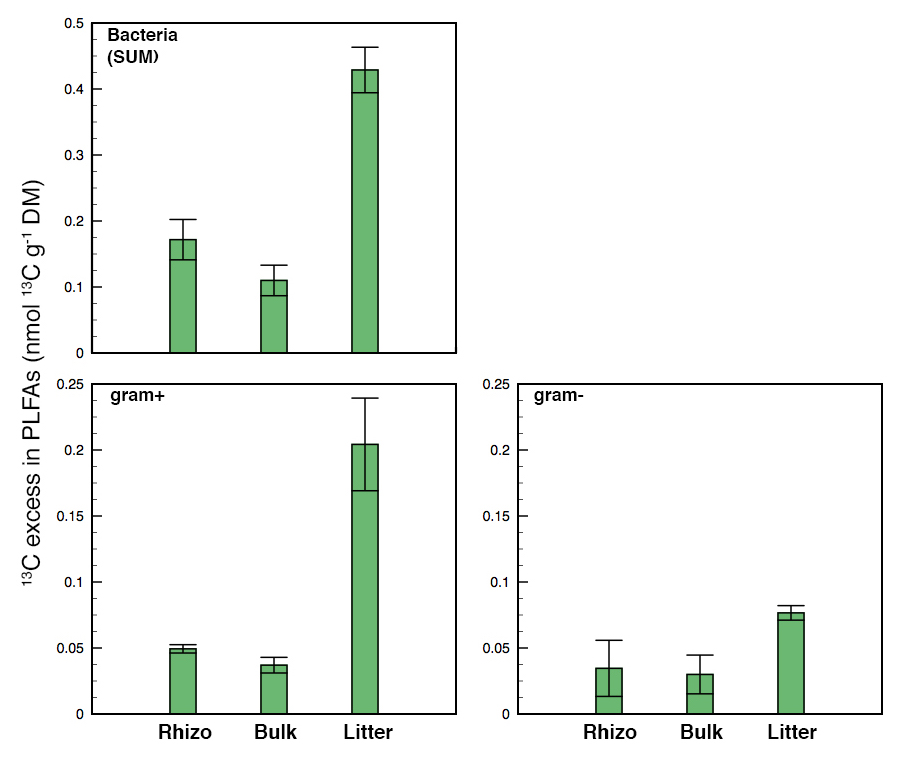 ¹³C excess in PLFAs (nmol ¹³C g⁻¹ DM)
Bacteria
(SUM)
0.5
0.4
0.3
0.2
0.1
0
gram+
0.25
0.2
0.15
0.1
0.05
0
Rhizo Bulk Litter
gram-
0.25
0.2
0.15
0.1
0.05
0
Rhizo Bulk Litter